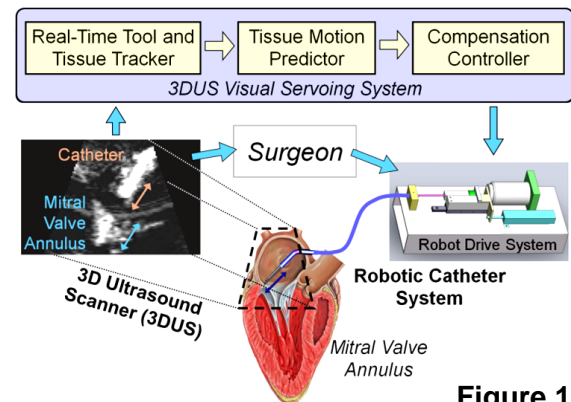 Real-Time Tool and
Tissue Tracker
Tissue Motion
Predictor
Compensation
Controller
3DUS Visual Servoing System
Catheter
Mitral
Valve
Annulus
Surgeon
Robot Drive System
3D Ultrasound
Scanner (3DUS)
Robotic Catheter
System
Mitral Valve
Annulus
Figure 1